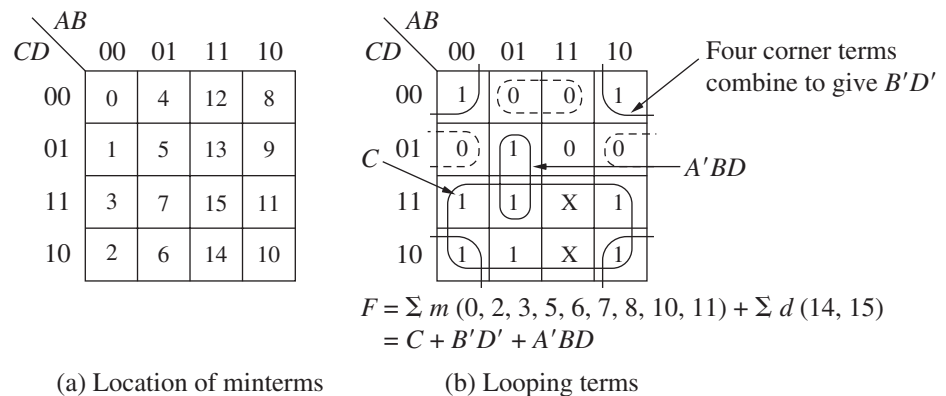 AB
CD 00 01 11 10
00 0 4 12 8
01 1 5 13 9
11 3 7 15 11
10 2 6 14 10
(a) Location of minterms
AB
CD 00 01 11 10
00 1 0 0 1
01 0 1 0 0
11 1 1 X 1
10 1 1 X 1
Four corner terms
combine to give B′D′
C
A′BD
F = Σ m (0, 2, 3, 5, 6, 7, 8, 10, 11) + Σ d (14, 15)
= C + B′D′ + A′BD
(b) Looping terms